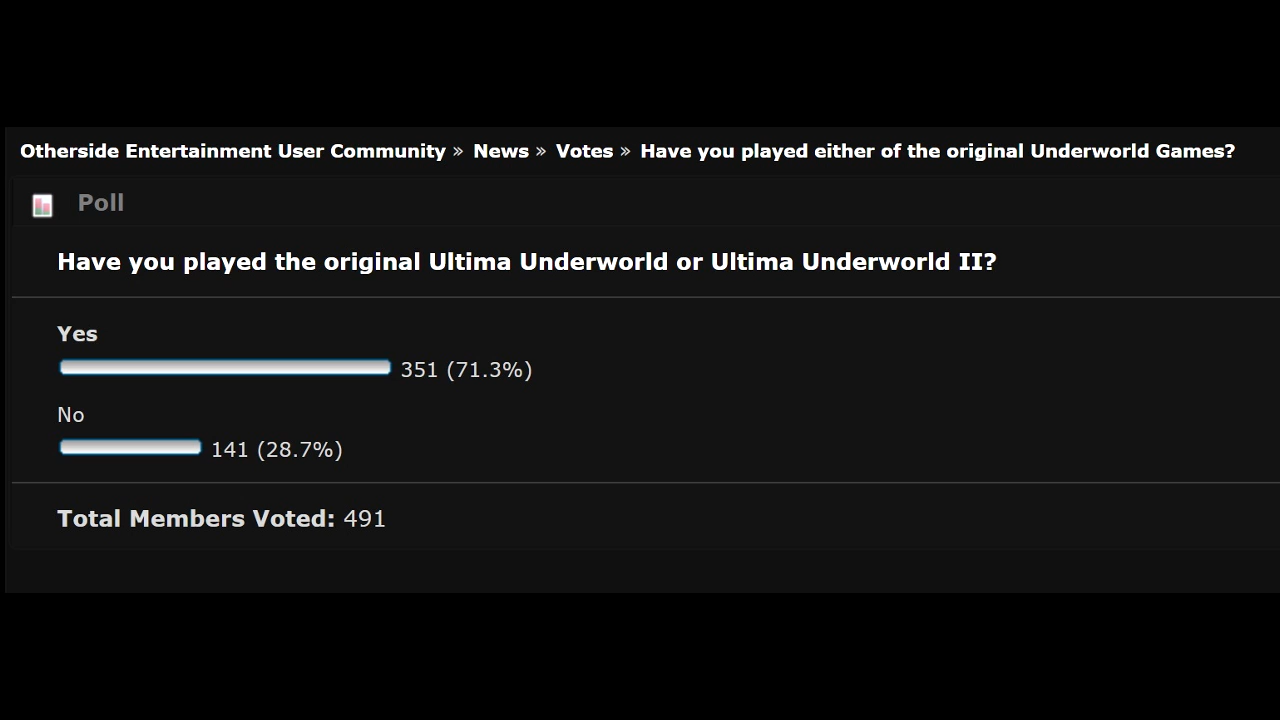 Otherside Entertainment User Community » News » Votes » Have you played either of the original Underworld Games?
Poll
Have you played the original Ultima Underworld or Ultima Underworld II?
Yes
351 (71.3%)
No
141 (28.7%)
Total Members Voted: 491